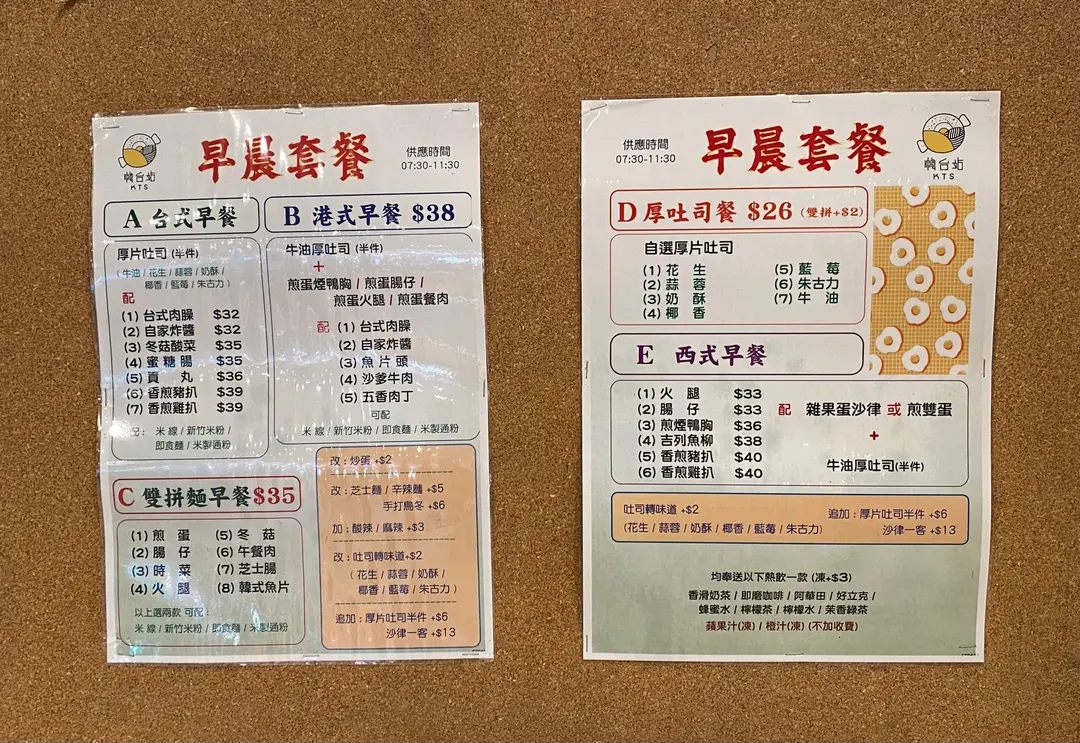 韓台站
KTS
早晨套餐
供應時間
07:30-11:30
A 台式早餐
厚片吐司 (半件)
(牛油 / 花生 / 蒜蓉 / 奶酥 /
椰香 / 藍莓 / 朱古力 )
配
(1) 台式肉燥 $32
(2) 自家炸醬 $32
(3) 冬菇酸菜 $35
(4) 蜜糖腸 $35
(5) 貢丸 $36
(6) 香煎豬扒 $39
(7) 香煎雞扒 $39
配 : 米線 / 新竹米粉 /
即食麵 / 米製通粉
B 港式早餐 $38
牛油厚吐司 (半件)
+
煎蛋煙鴨胸 / 煎蛋腸仔 /
煎蛋火腿 / 煎蛋餐肉
配 (1) 台式肉燥
(2) 自家炸醬
(3) 魚片頭
(4) 沙爹牛肉
(5) 五香肉丁
可配
米線 / 新竹米粉 / 即食麵 / 米製通粉
C 雙拼麵早餐$35
(1) 煎蛋 (5) 冬菇
(2) 腸仔 (6) 午餐肉
(3) 時菜 (7) 芝士腸
(4) 火腿 (8) 韓式魚片
以上選兩款 可配 :
米線 / 新竹米粉 / 即食麵 / 米製通粉
改 : 炒蛋 +$2
改 : 芝士麵 / 辛辣麵 +$5
手打烏冬 +$6
加 : 酸辣 / 麻辣 +$3
改 : 吐司轉味道+$2
( 花生 / 蒜蓉 / 奶酥 /
椰香 / 藍莓 / 朱古力 )
追加 : 厚片吐司半件 +$6
沙律一客 +$13
供應時間
07:30-11:30
早晨套餐
韓台站
KTS
D 厚吐司餐 $26 (雙拼+$2)
自選厚片吐司
(1) 花生 (5) 藍莓
(2) 蒜蓉 (6) 朱古力
(3) 奶酥 (7) 牛油
(4) 椰香
E 西式早餐
(1) 火腿 $33
(2) 腸仔 $33
(3) 煎煙鴨胸 $36
(4) 吉列魚柳 $38
(5) 香煎豬扒 $40
(6) 香煎雞扒 $40
配 雜果蛋沙律 或 煎雙蛋
+
牛油厚吐司(半件)
吐司轉味道 +$2
(花生 / 蒜蓉 / 奶酥 / 椰香 / 藍莓 / 朱古力)
追加 : 厚片吐司半件 +$6
沙律一客 +$13
均奉送以下熱飲一款 (凍+$3)
香滑奶茶 / 即磨咖啡 / 阿華田 / 好立克 /
蜂蜜水 / 檸檬茶 / 檸檬水 / 茉香綠茶
蘋果汁(凍) / 橙汁(凍) (不加收費)